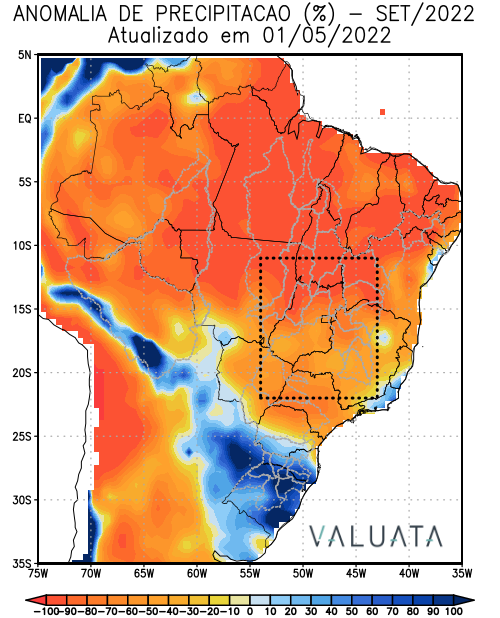 ANOMALIA DE PRECIPITACAO (%) – SET/2022
Atualizado em 01/05/2022
5N
EQ
5S
10S
15S
20S
25S
30S
35S
VALUATA
75W 70W 65W 60W 55W 50W 45W 40W 35W
-100 -90 -80 -70 -60 -50 -40 -30 -20 -10 0 10 20 30 40 50 60 70 80 90 100